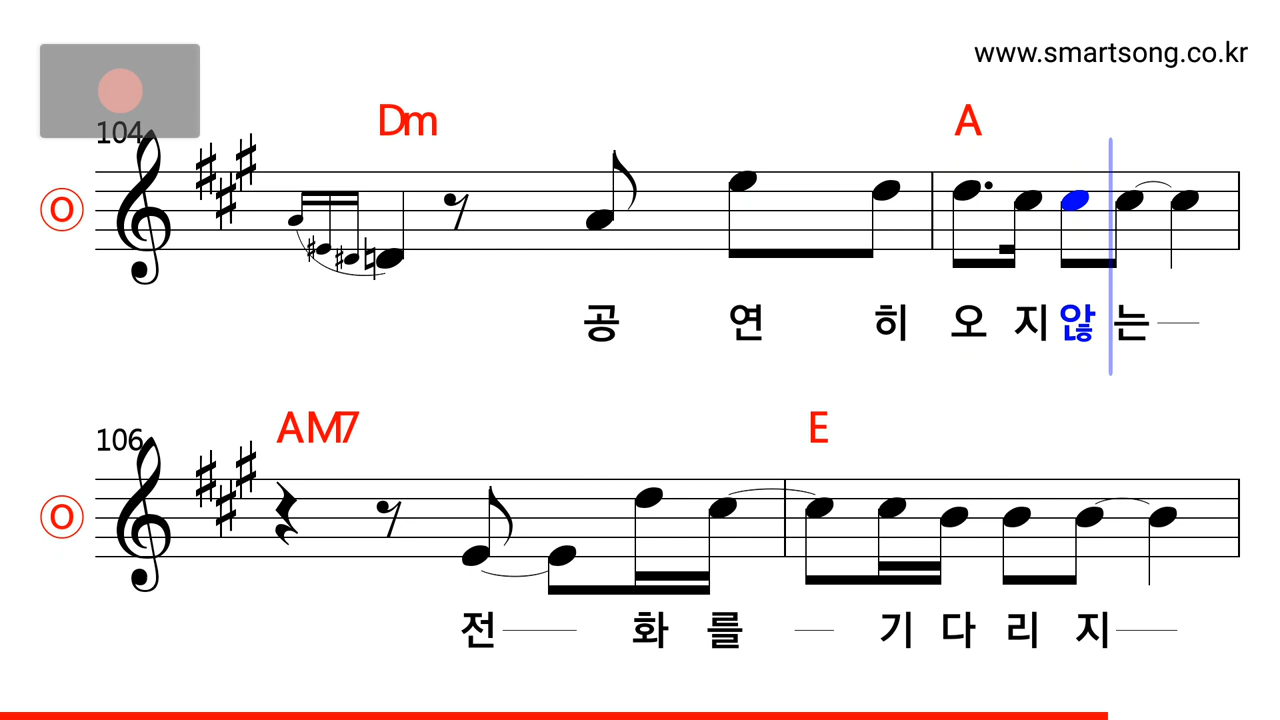 www.smartsong.co.kr
104
Dm A
O
공 연 히 오 지 않 는
106
AM7 E
O
전 화 를 기 다 리 지